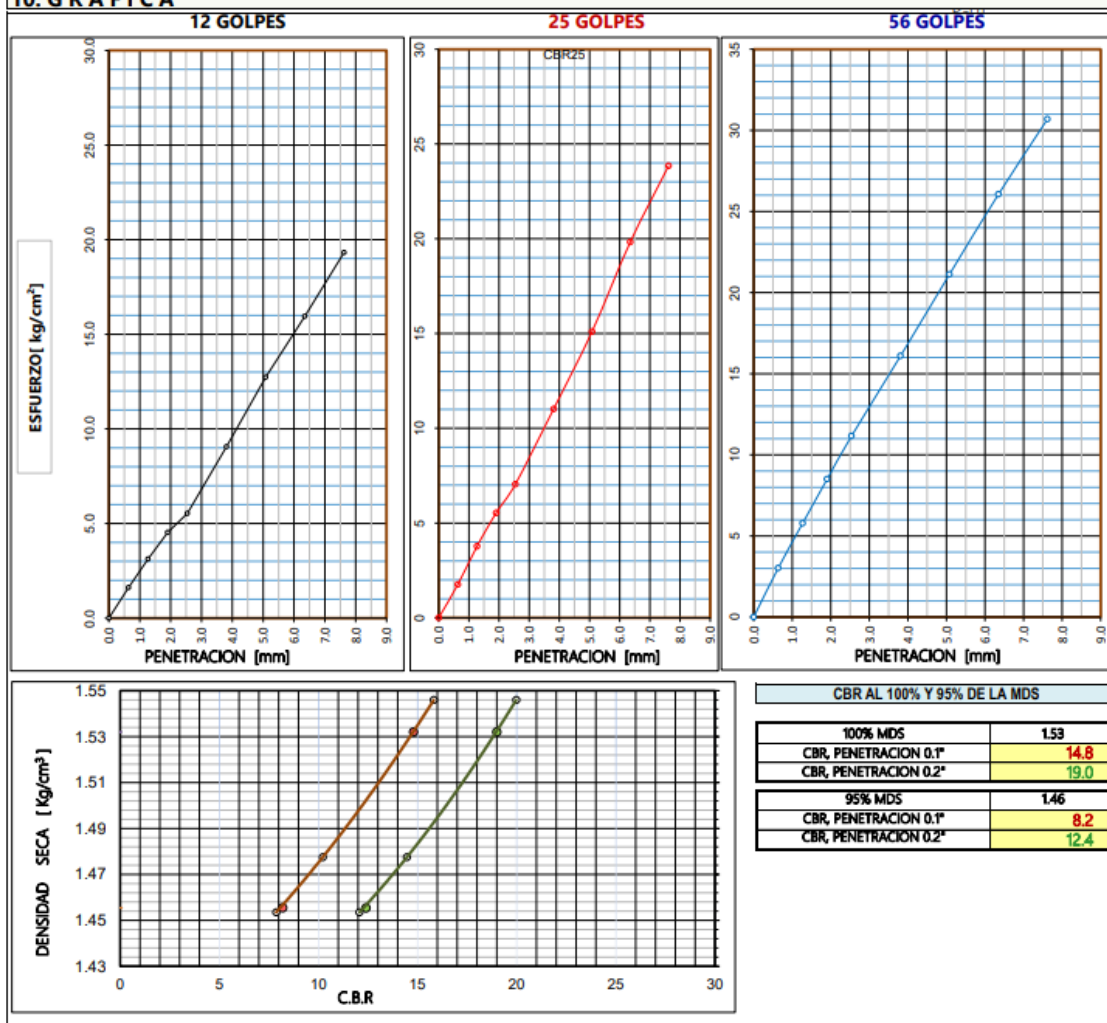 10. G R A F I C A
12 GOLPES
25 GOLPES
56 GOLPES
CBR25
ESFUERZO[ kg/cm²]
30.0
25.0
20.0
15.0
10.0
5.0
0.0
0.0 1.0 2.0 3.0 4.0 5.0 6.0 7.0 8.0 9.0
PENETRACION [mm]
30
25
20
15
10
5
0
0.0 1.0 2.0 3.0 4.0 5.0 6.0 7.0 8.0 9.0
PENETRACION [mm]
35
30
25
20
15
10
5
0
0.0 1.0 2.0 3.0 4.0 5.0 6.0 7.0 8.0 9.0
PENETRACION [mm]
DENSIDAD SECA [ Kg/cm³]
1.55
1.53
1.51
1.49
1.47
1.45
1.43
0 5 10 15 20 25 30
C.B.R
CBR AL 100% Y 95% DE LA MDS
100% MDS 1.53
CBR, PENETRACION 0.1" 14.8
CBR, PENETRACION 0.2" 19.0
95% MDS 1.46
CBR, PENETRACION 0.1" 8.2
CBR, PENETRACION 0.2" 12.4